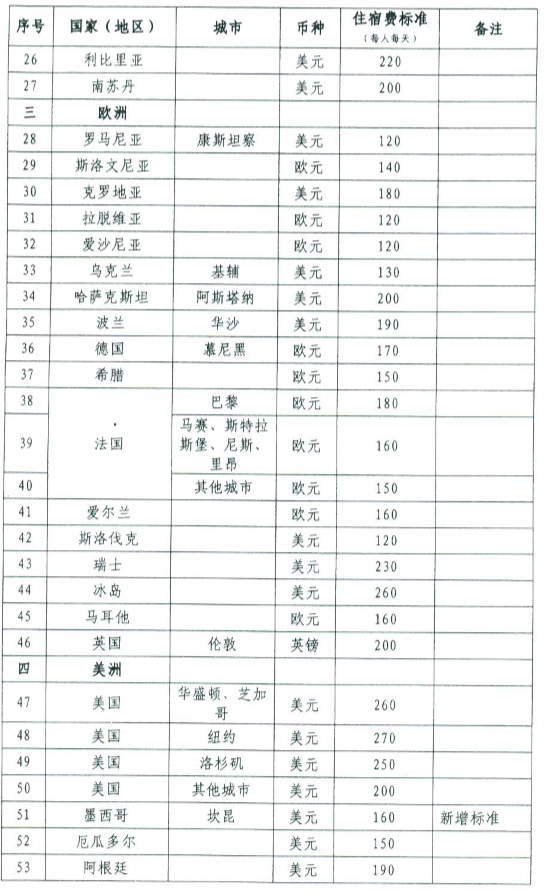 序号 国家（地区） 城市 币种 住宿费标准 备注
（每人每天）
26 利比里亚 美元 220
27 南苏丹 美元 200
三 欧洲
28 罗马尼亚 康斯坦察 美元 120
29 斯洛文尼亚 欧元 140
30 克罗地亚 美元 180
31 拉脱维亚 欧元 120
32 爱沙尼亚 欧元 120
33 乌克兰 基辅 美元 130
34 哈萨克斯坦 阿斯塔纳 美元 200
35 波兰 华沙 美元 190
36 德国 慕尼黑 欧元 170
37 希腊 欧元 150
38 巴黎 欧元 180
马赛、斯特拉
39 法国 斯堡、尼斯、 欧元 160
里昂
40 其他城市 欧元 150
41 爱尔兰 欧元 160
42 斯洛伐克 美元 120
43 瑞士 美元 230
44 冰岛 美元 260
45 马耳他 欧元 160
46 英国 伦敦 英镑 200
四 美洲
47 美国 华盛顿、芝加 美元 260
哥
48 美国 纽约 美元 270
49 美国 洛杉矶 美元 250
50 美国 其他城市 美元 200
51 墨西哥 坎昆 美元 160 新增标准
52 厄瓜多尔 美元 150
53 阿根廷 美元 190